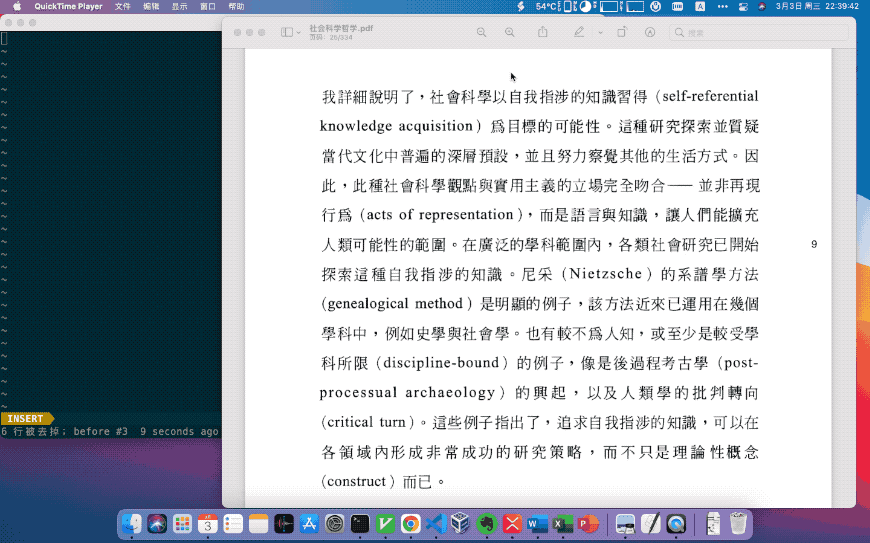 QuickTime Player 文件 编辑 显示 窗口 帮助
54°C
3月3日 周三 22:39:42
社会科学哲学.pdf
页码：25/334
搜索
我詳細說明了，社會科學以自我指涉的知識習得（self-referential
knowledge acquisition）爲目標的可能性。這種研究探索並質疑
當代文化中普遍的深層預設，並且努力察覺其他的生活方式。因
此，此種社會科學觀點與實用主義的立場完全吻合——並非再現
行爲（acts of representation），而是語言與知識，讓人們能擴充
人類可能性的範圍。在廣泛的學科範圍內，各類社會研究已開始
9
探索這種自我指涉的知識。尼采（Nietzsche）的系譜學方法
（genealogical method）是明顯的例子，該方法近來已運用在幾個
學科中，例如史學與社會學。也有較不爲人知，或至少是較受學
科所限（discipline-bound）的例子，像是後過程考古學（post-
processual archaeology）的興起，以及人類學的批判轉向
（critical turn）。這些例子指出了，追求自我指涉的知識，可以在
各領域內形成非常成功的研究策略，而不只是理論性概念
（construct）而已。
INSERT
6 行被去掉; before #3 9 seconds ago